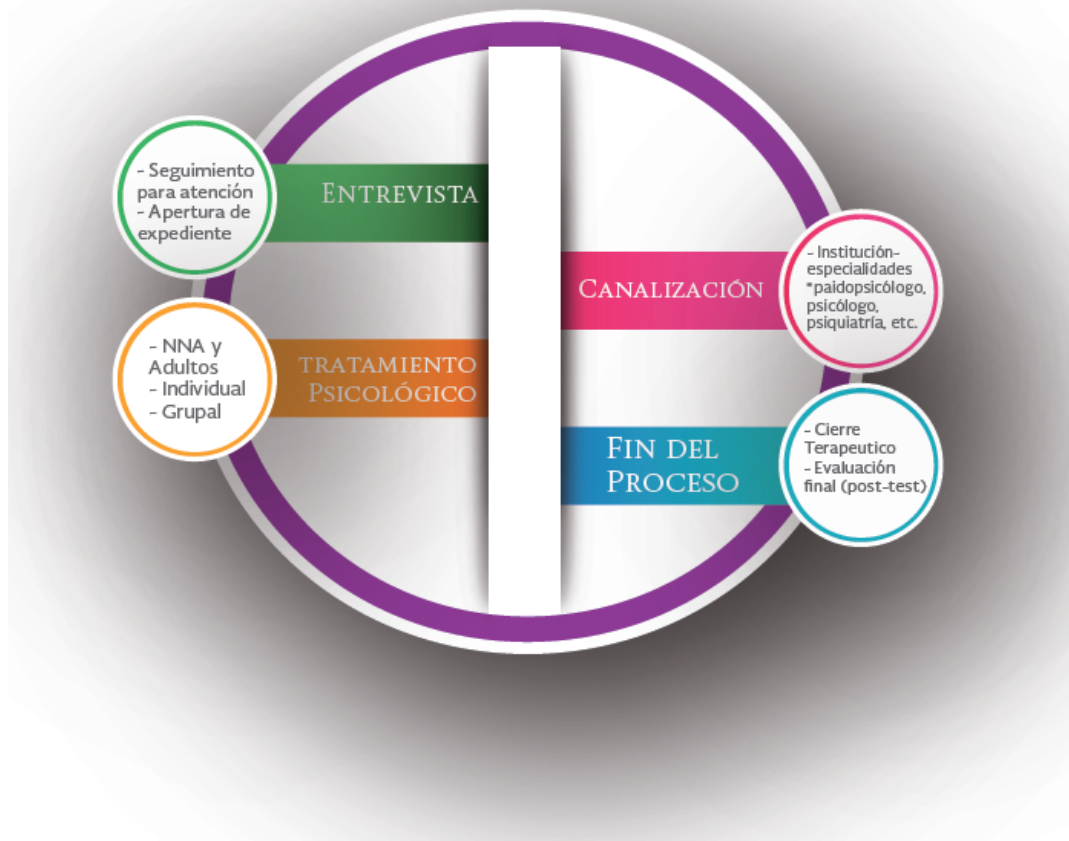 - Seguimiento
para atención
- Apertura de
expediente
ENTREVISTA
- Institución-
especialidades
*paidopsicólogo,
psicólogo,
psiquiatría, etc.
CANALIZACIÓN
- NNA y
Adultos
- Individual
- Grupal
TRATAMIENTO
PSICOLÓGICO
FIN DEL
PROCESO
- Cierre
Terapeutico
- Evaluación
final (post-test)